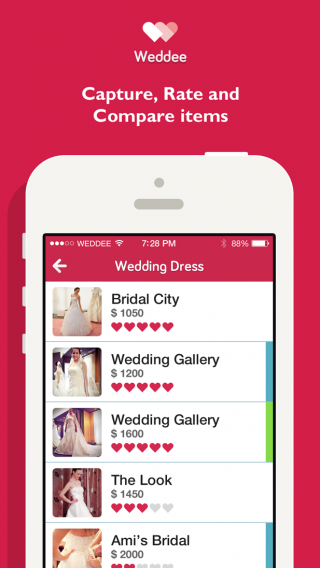 Weddee
Capture, Rate and
Compare items
WEDDEE 7:28 PM 88%
Wedding Dress
Bridal City
$ 1050
Wedding Gallery
$ 1200
Wedding Gallery
$ 1600
The Look
$ 1450
Ami's Bridal
$ 2000